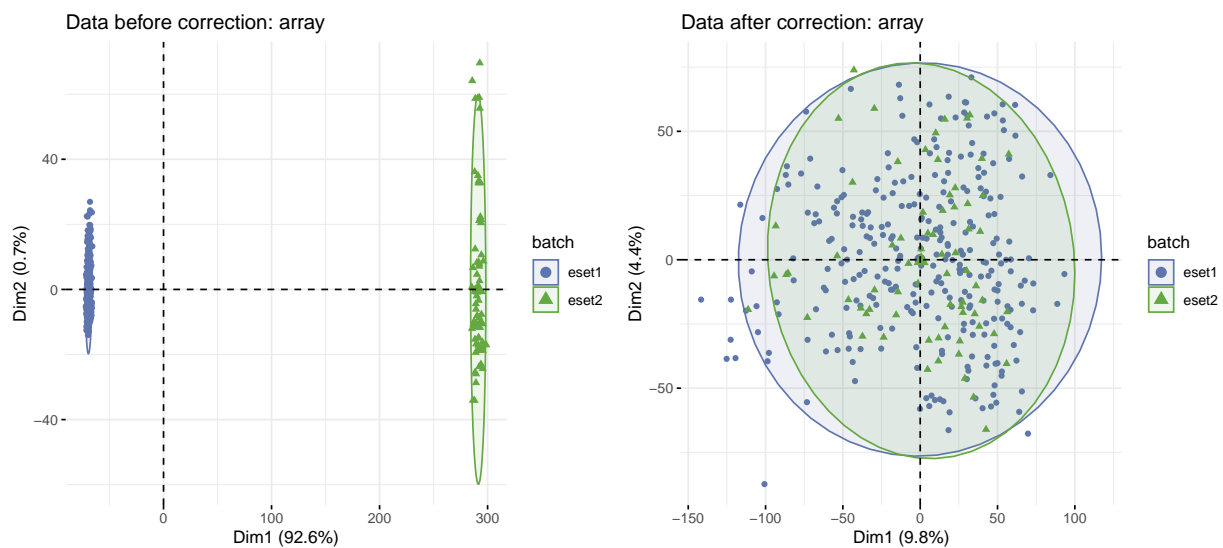 Data before correction: array
40
0
−40
Dim2 (0.7%)
0
100
200
300
Dim1 (92.6%)
batch
eset1
eset2
Data after correction: array
50
0
−50
Dim2 (4.4%)
−150
−100
−50
0
50
100
Dim1 (9.8%)
batch
eset1
eset2